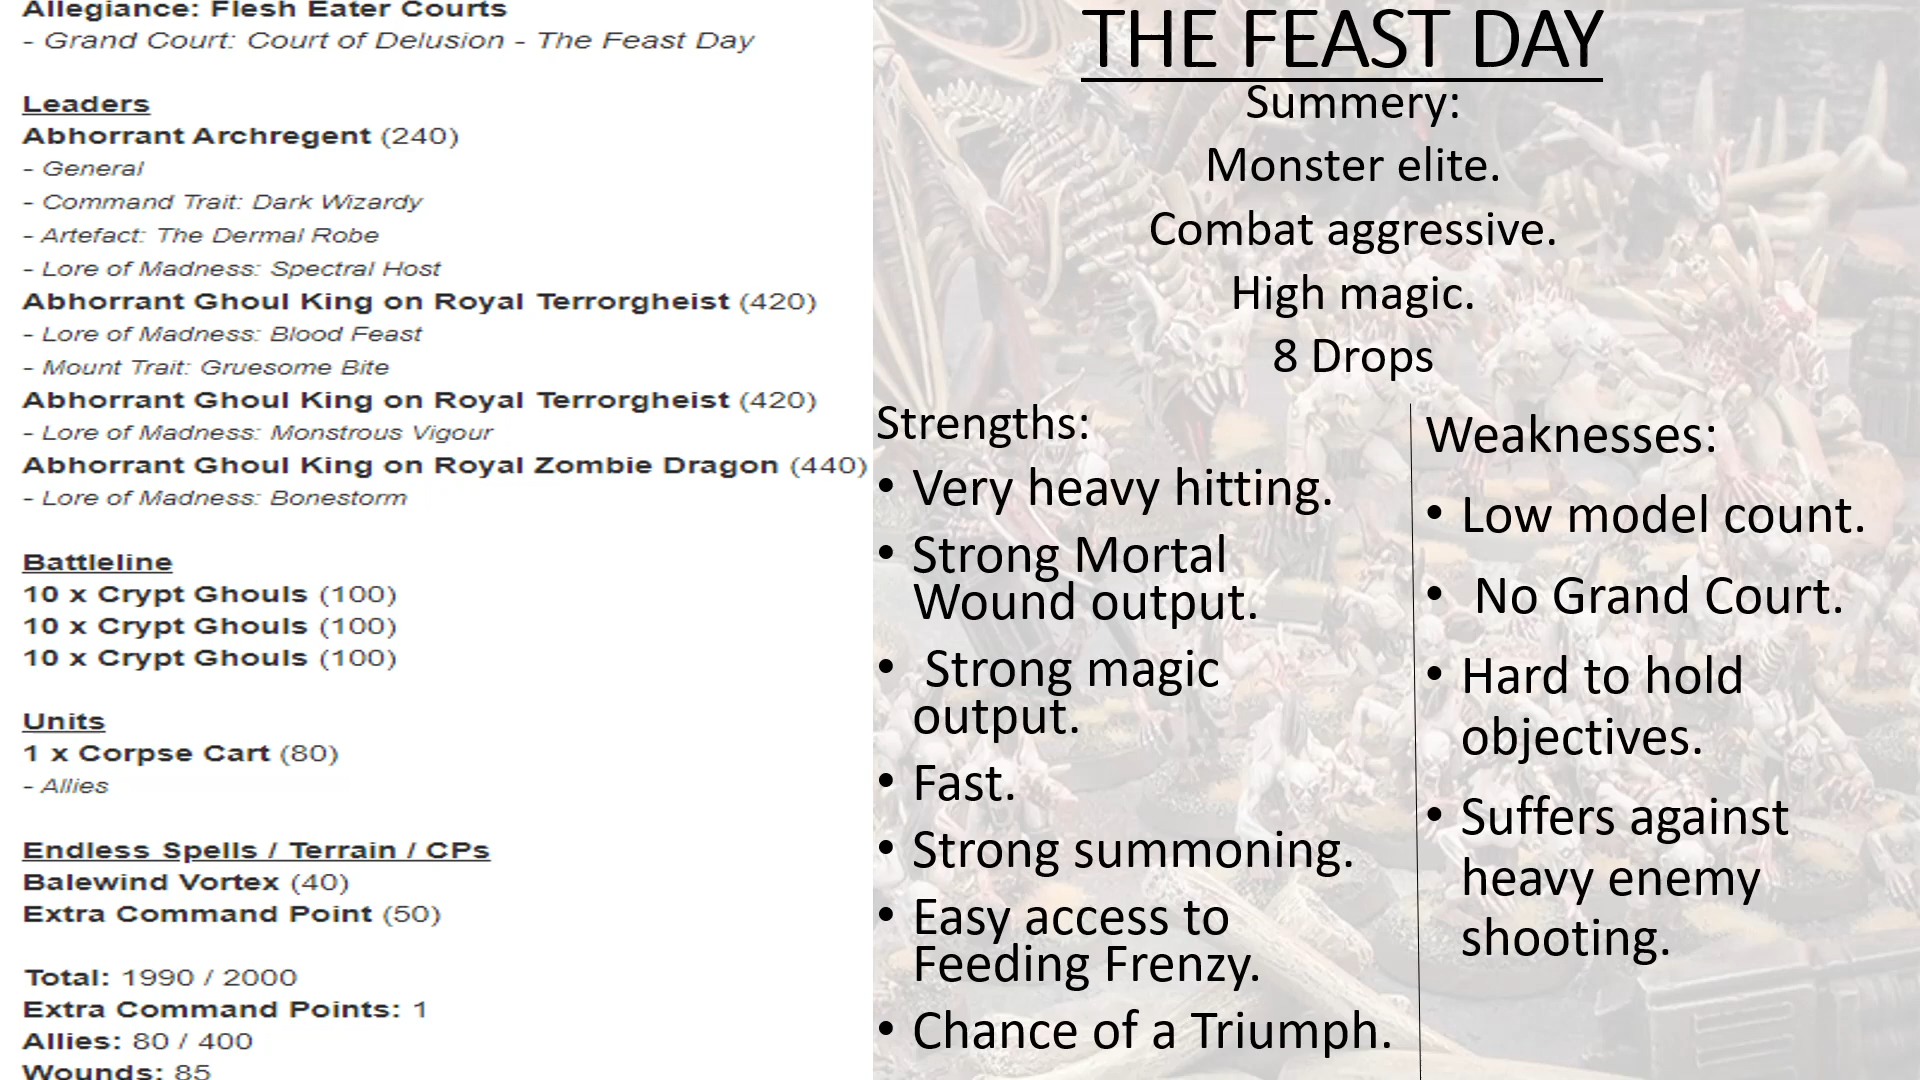 Allegiance: Flesh Eater Courts
- Grand Court: Court of Delusion - The Feast Day
Leaders
Abhorrant Archregent (240)
- General
- Command Trait: Dark Wizardy
- Artefact: The Dermal Robe
- Lore of Madness: Spectral Host
Abhorrant Ghoul King on Royal Terrorgheist (420)
- Lore of Madness: Blood Feast
- Mount Trait: Gruesome Bite
Abhorrant Ghoul King on Royal Terrorgheist (420)
- Lore of Madness: Monstrous Vigour
Abhorrant Ghoul King on Royal Zombie Dragon (440)
- Lore of Madness: Bonestorm
Battleline
10 x Crypt Ghouls (100)
10 x Crypt Ghouls (100)
10 x Crypt Ghouls (100)
Units
1 x Corpse Cart (80)
- Allies
Endless Spells / Terrain / CPs
Balewind Vortex (40)
Extra Command Point (50)
Total: 1990 / 2000
Extra Command Points: 1
Allies: 80 / 400
Wounds: 85
THE FEAST DAY
Summery:
Monster elite.
Combat aggressive.
High magic.
8 Drops
Strengths:
• Very heavy hitting.
• Strong Mortal
Wound output.
• Strong magic
output.
• Fast.
• Strong summoning.
• Easy access to
Feeding Frenzy.
• Chance of a Triumph.
Weaknesses:
• Low model count.
• No Grand Court.
• Hard to hold
objectives.
• Suffers against
heavy enemy
shooting.